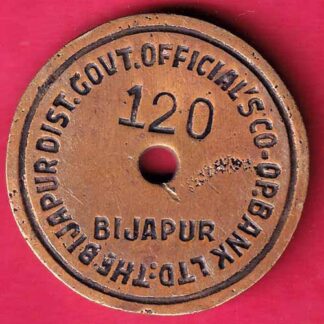 THE BIJAPUR DIST. GOVT. OFFICIAL'S CO-OP. BANK LTD:
120
BIJAPUR